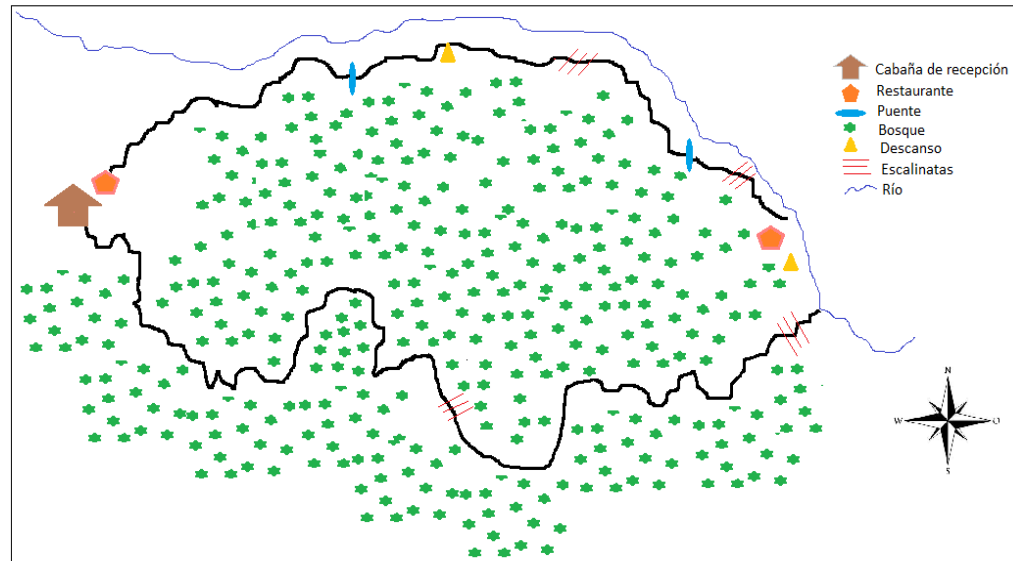 Cabaña de recepción
Restaurante
Puente
Bosque
Descanso
Escalinatas
Río
N
W
O
S